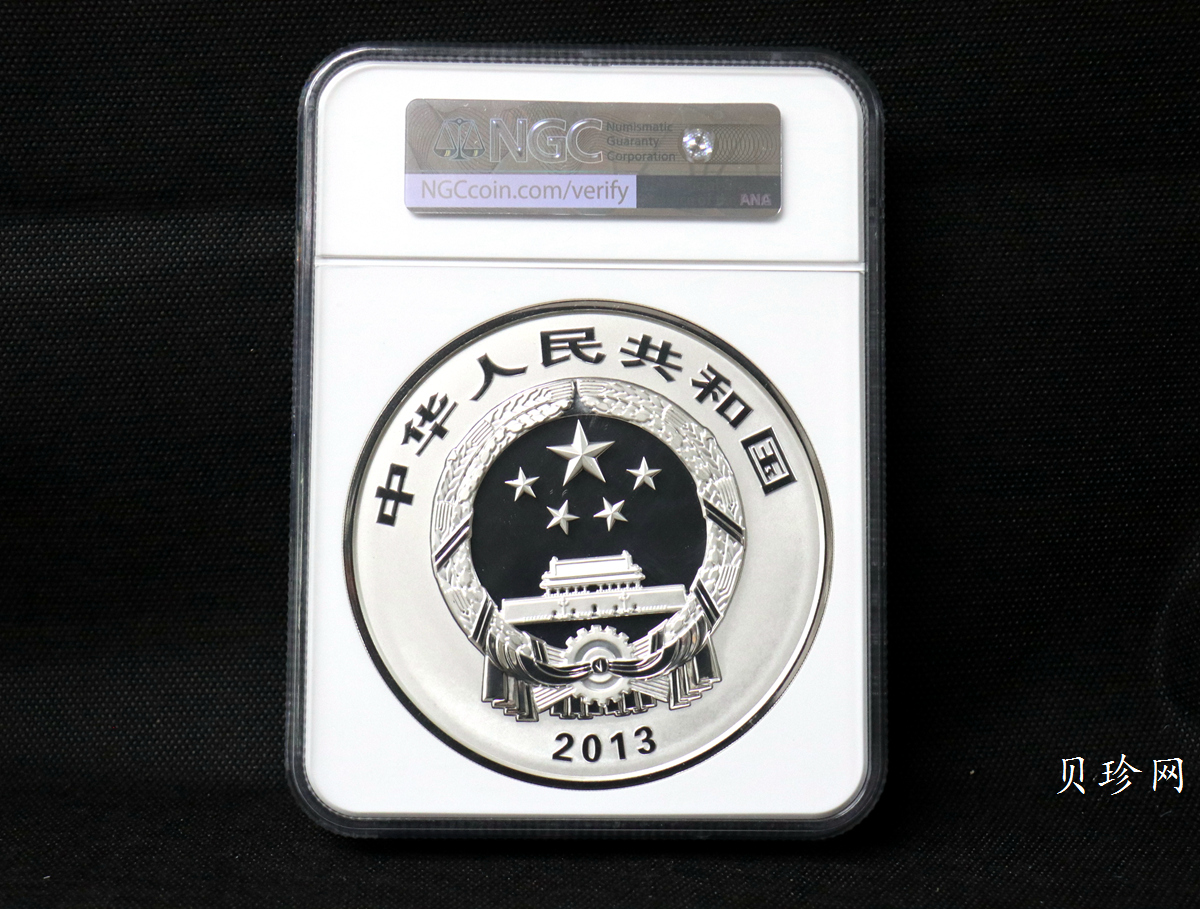 NGC
Numismatic
Guaranty
Corporation
NGCcoin.com/verify
ANA
中华人民共和国
2013
贝珍网